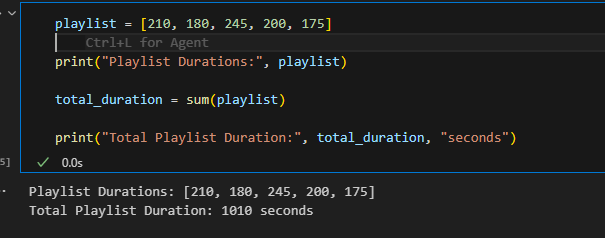 playlist = [210, 180, 245, 200, 175]
Ctrl+L for Agent
print("Playlist Durations:", playlist)
total_duration = sum(playlist)
print("Total Playlist Duration:", total_duration, "seconds")
5]
0.0s
Playlist Durations: [210, 180, 245, 200, 175]
Total Playlist Duration: 1010 seconds